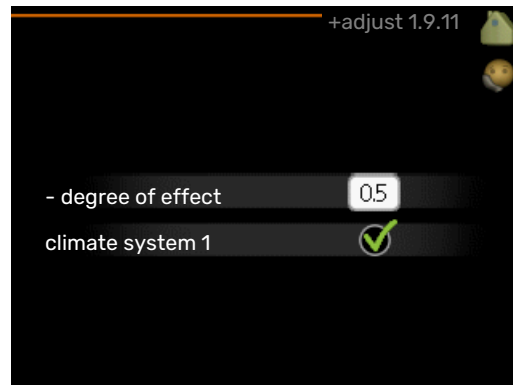 +adjust 1.9.11
- degree of effect 0.5
climate system 1